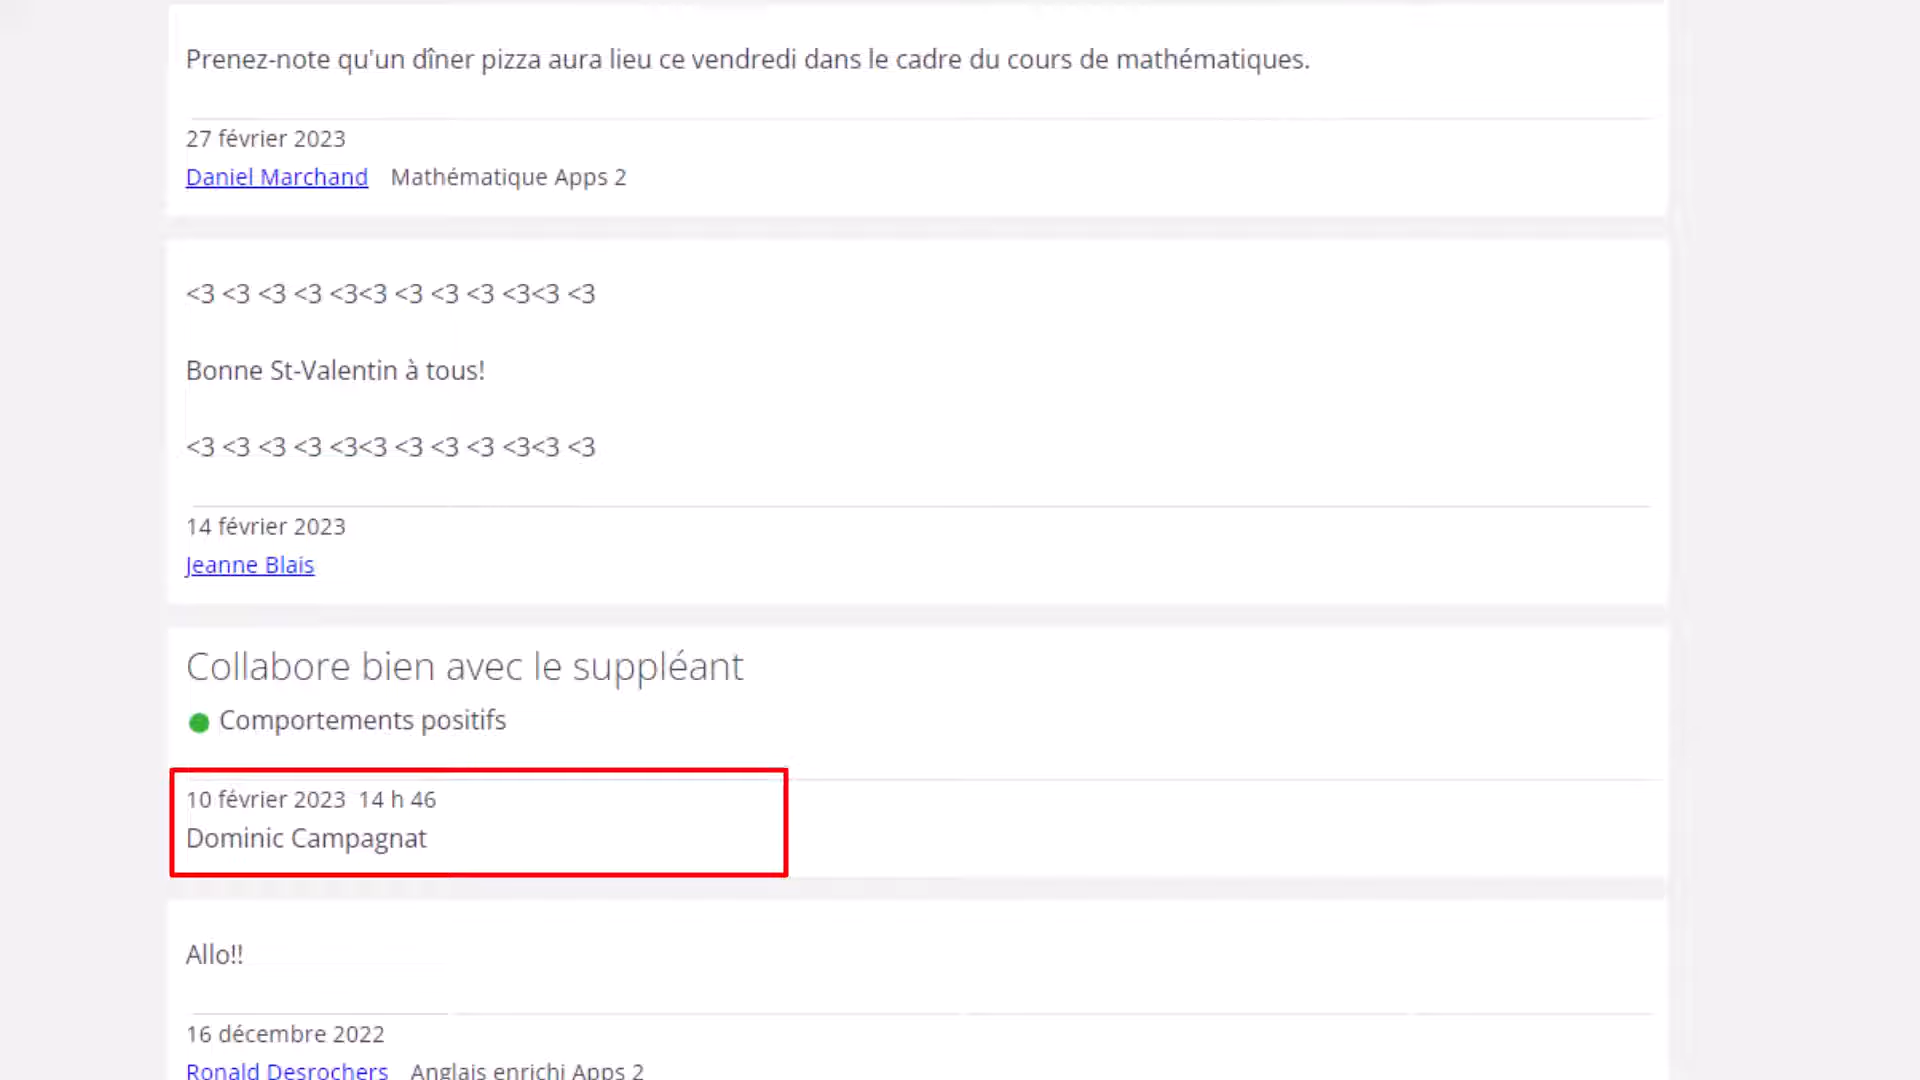 Prenez-note qu'un dîner pizza aura lieu ce vendredi dans le cadre du cours de mathématiques.
27 février 2023
Daniel Marchand Mathématique Apps 2
<3 <3 <3 <3 <3<3 <3 <3 <3 <3<3 <3
Bonne St-Valentin à tous!
<3 <3 <3 <3 <3<3 <3 <3 <3 <3<3 <3
14 février 2023
Jeanne Blais
Collabore bien avec le suppléant
Comportements positifs
10 février 2023 14 h 46
Dominic Campagnat
Allo!!
16 décembre 2022
Ronald Desrochers Anglais enrichi Apps 2